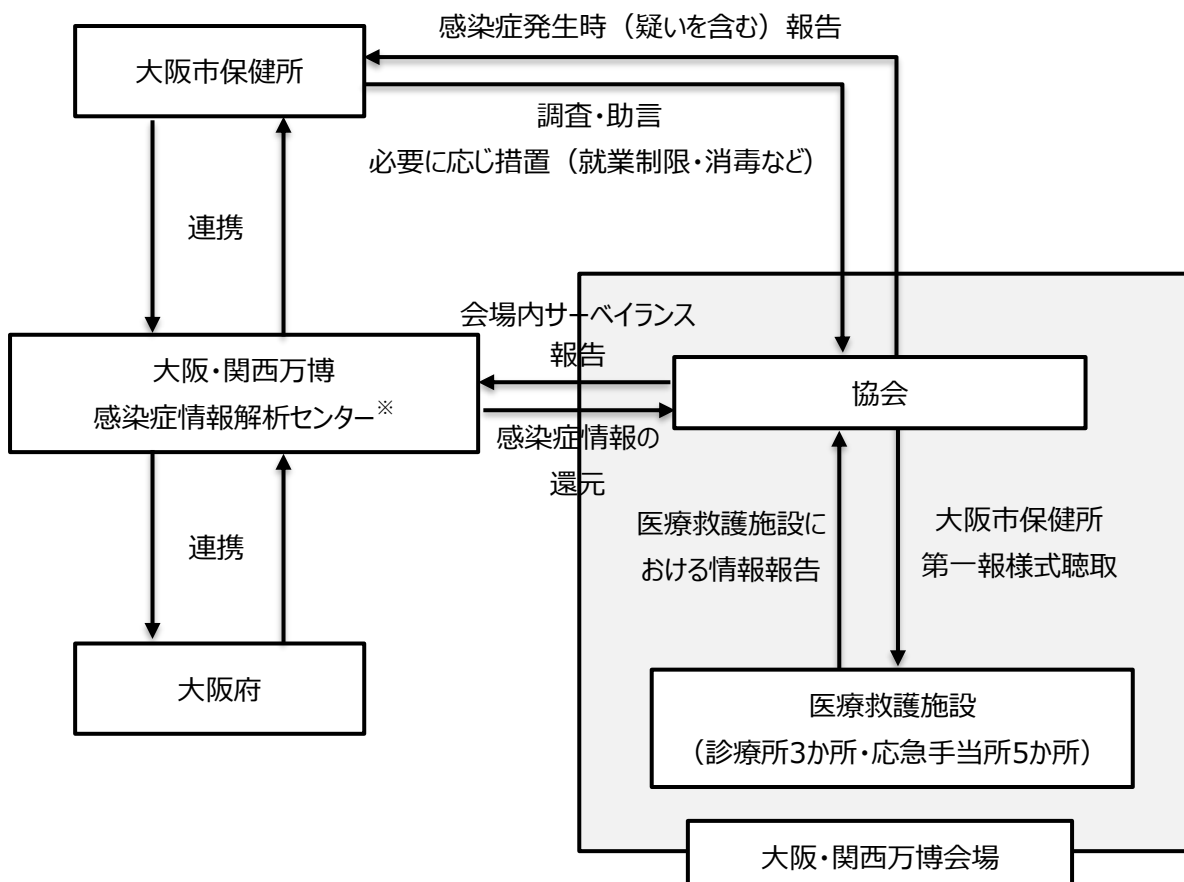 感染症発生時（疑いを含む）報告
大阪市保健所
調査・助言
必要に応じ措置（就業制限・消毒など）
連携
会場内サーベイランス
報告
大阪・関西万博
感染症情報解析センター※
協会
感染症情報の
還元
医療救護施設に
おける情報報告
大阪市保健所
第一報様式聴取
連携
大阪府
医療救護施設
（診療所3か所・応急手当所5か所）
大阪・関西万博会場